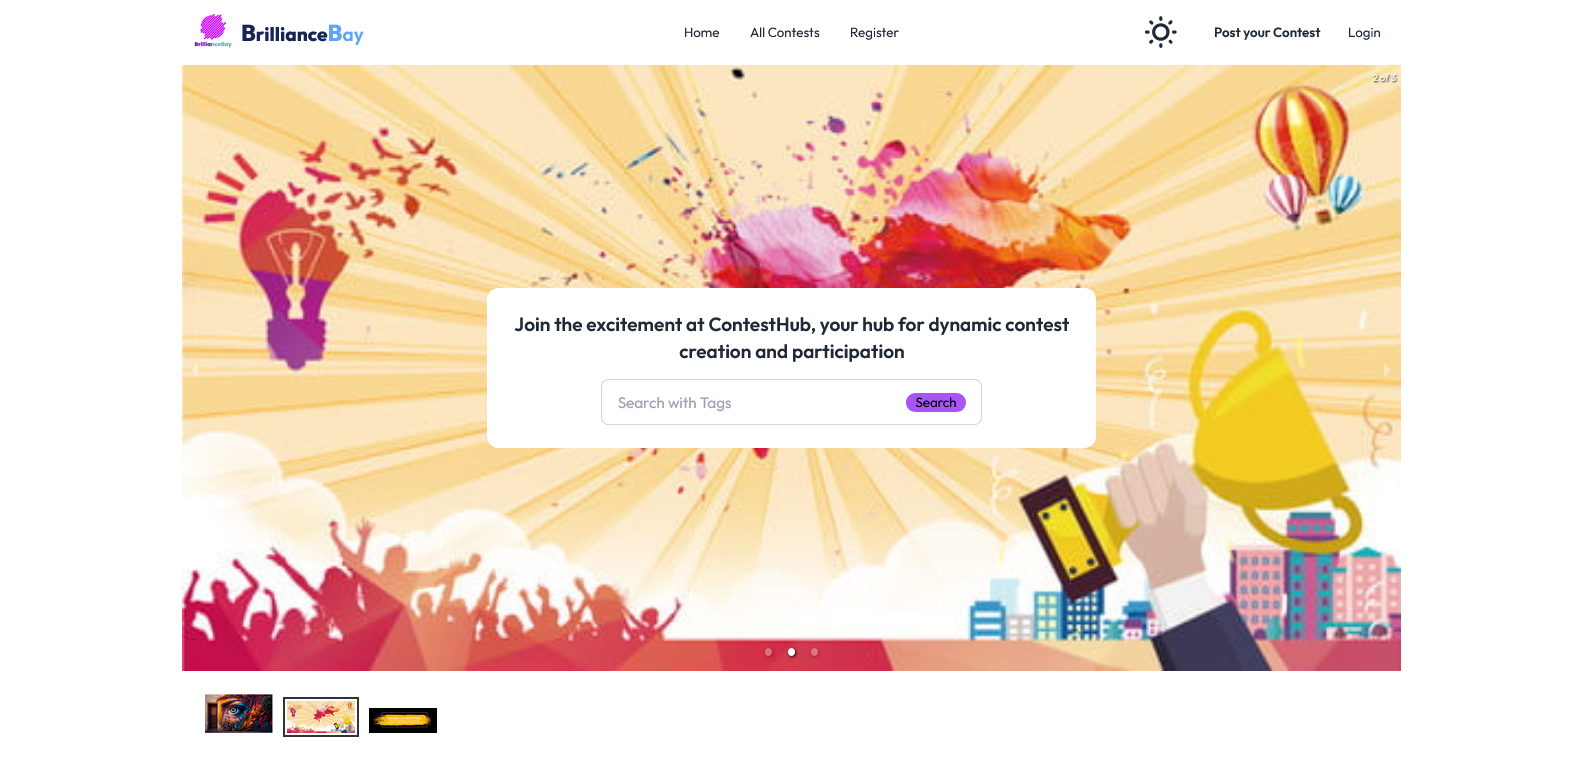 BrillianceBay
BrillianceBay
Home
All Contests
Register
Post your Contest
Login
2 of 3
Join the excitement at ContestHub, your hub for dynamic contest
creation and participation
Search with Tags
Search